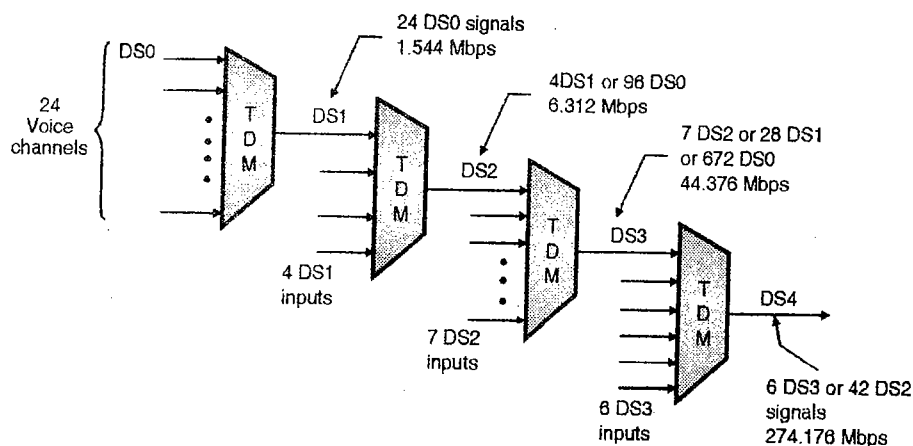 24 DS0 signals
1.544 Mbps
DS0
24
Voice
channels
T
D
M
DS1
4DS1 or 96 DS0
6.312 Mbps
T
D
M
4 DS1
inputs
DS2
7 DS2 or 28 DS1
or 672 DS0
44.376 Mbps
T
D
M
7 DS2
inputs
DS3
T
D
M
6 DS3
inputs
DS4
6 DS3 or 42 DS2
signals
274.176 Mbps